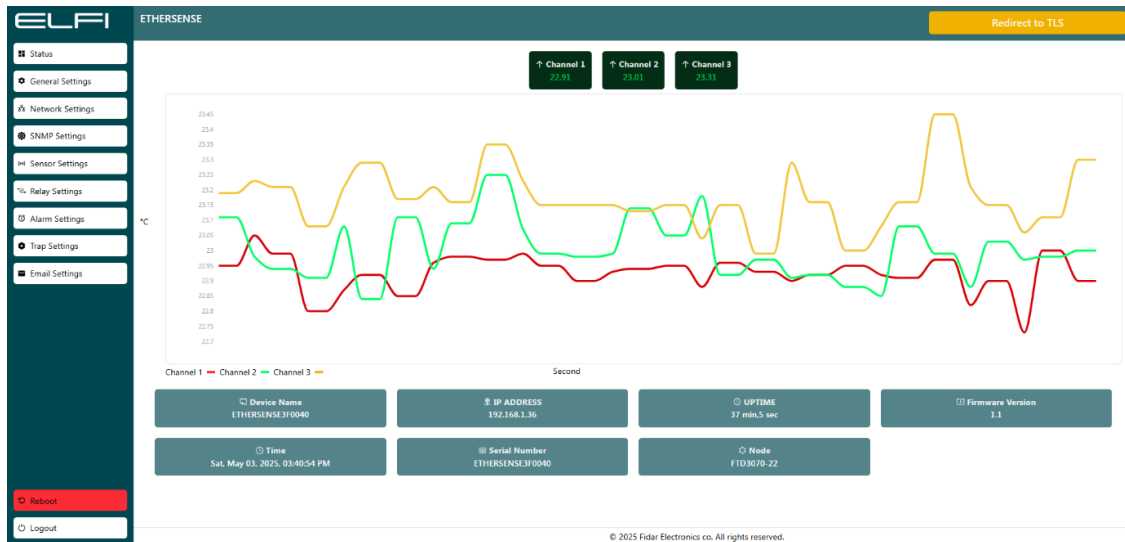 ELFI
ETHERSENSE
Redirect to TLS
Status
General Settings
Network Settings
SNMP Settings
Sensor Settings
Relay Settings
Alarm Settings
Trap Settings
Email Settings
Reboot
Logout
↑ Channel 1
22.91
↑ Channel 2
23.01
↑ Channel 3
23.31
°C
23.45
23.4
23.35
23.3
23.25
23.2
23.15
23.1
23.05
23
22.95
22.9
22.85
22.8
22.75
22.7
Channel 1 Channel 2 Channel 3
Second
Device Name
ETHERSENSE3F0040
IP ADDRESS
192.168.1.36
UPTIME
37 min,5 sec
Firmware Version
1.1
Time
Sat, May 03, 2025, 03:40:54 PM
Serial Number
ETHERSENSE3F0040
Node
FTD3070-22
© 2025 Fidar Electronics co. All rights reserved.